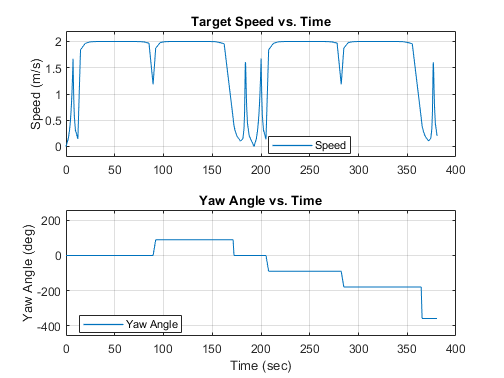 Target Speed vs. Time
Speed (m/s)
2
1.5
1
0.5
0
Speed
0 50 100 150 200 250 300 350 400
Yaw Angle vs. Time
Yaw Angle (deg)
200
0
-200
-400
Yaw Angle
0 50 100 150 200 250 300 350 400
Time (sec)